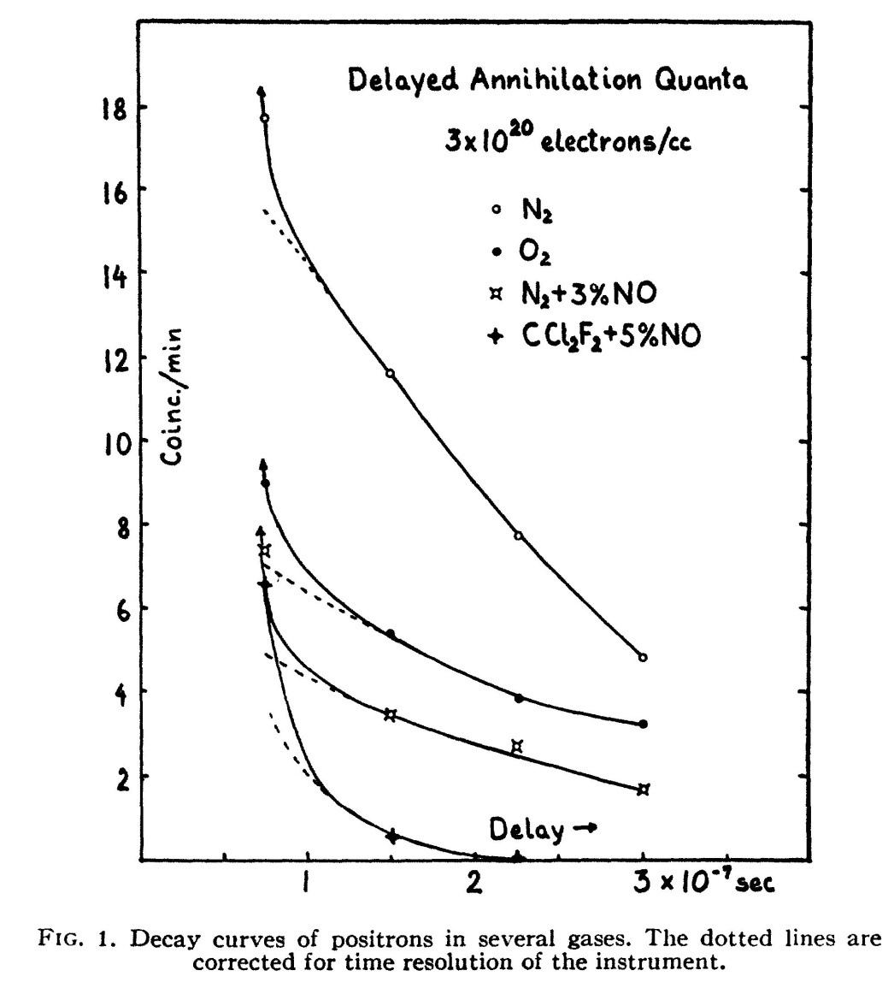 Delayed Annihilation Quanta
3x10²⁰ electrons/cc
N₂
O₂
N₂+3%NO
CCl₂F₂+5%NO
Coinc./min
18
16
14
12
10
8
6
4
2
Delay →
1 2 3 x 10⁻⁷ sec
FIG. 1. Decay curves of positrons in several gases. The dotted lines are
corrected for time resolution of the instrument.